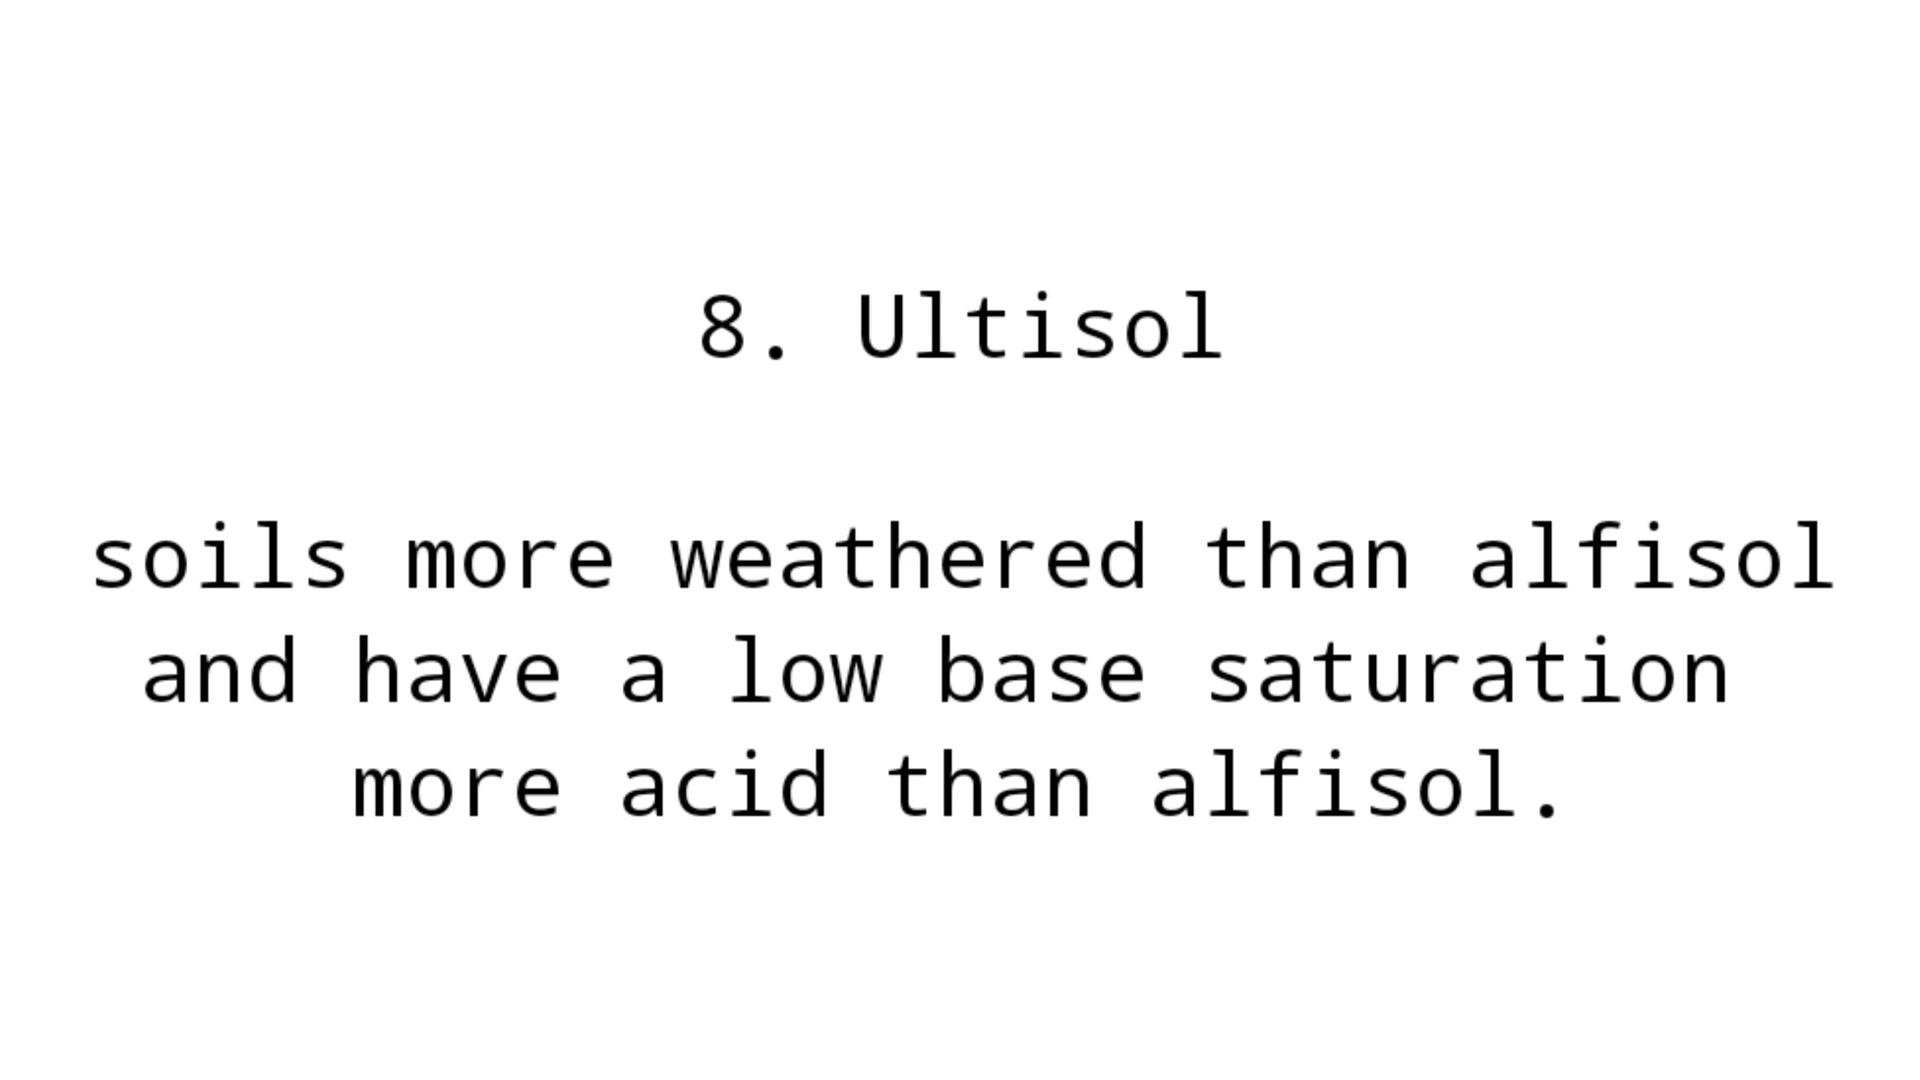 8. Ultisol
soils more weathered than alfisol
and have a low base saturation
more acid than alfisol.